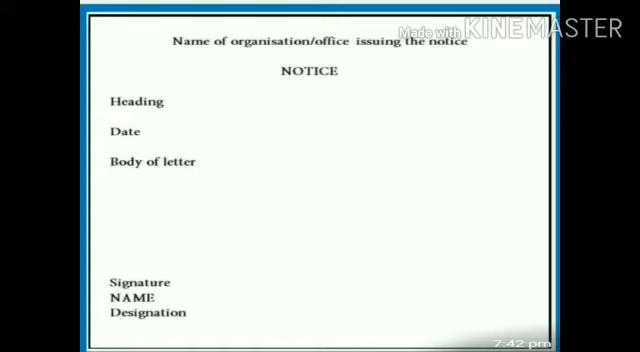 Made with KINEMASTER
Name of organisation/office issuing the notice
NOTICE
Heading
Date
Body of letter
Signature
NAME
Designation
7:42 pm